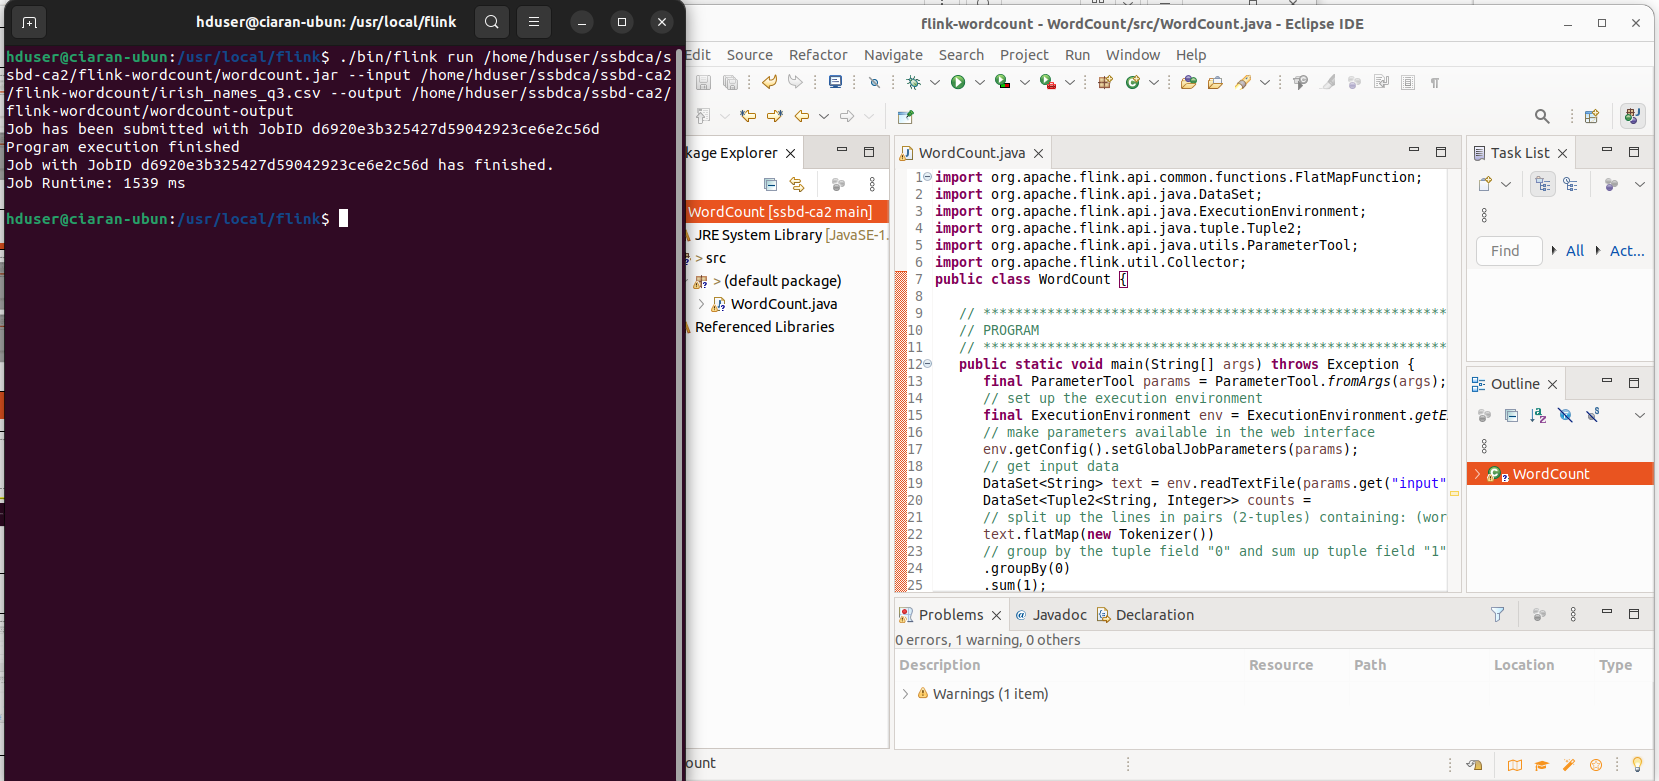 hduser@ciaran-ubun: /usr/local/flink
hduser@ciaran-ubun:/usr/local/flink$ ./bin/flink run /home/hduser/ssbdca/s
sbd-ca2/flink-wordcount/wordcount.jar --input /home/hduser/ssbdca/ssbd-ca2
/flink-wordcount/irish_names_q3.csv --output /home/hduser/ssbdca/ssbd-ca2/
flink-wordcount/wordcount-output
Job has been submitted with JobID d6920e3b325427d59042923ce6e2c56d
Program execution finished
Job with JobID d6920e3b325427d59042923ce6e2c56d has finished.
Job Runtime: 1539 ms
hduser@ciaran-ubun:/usr/local/flink$
flink-wordcount - WordCount/src/WordCount.java - Eclipse IDE
Edit Source Refactor Navigate Search Project Run Window Help
kage Explorer
WordCount [ssbd-ca2 main]
JRE System Library [JavaSE-1.
> src
> (default package)
WordCount.java
Referenced Libraries
WordCount.java
1 import org.apache.flink.api.common.functions.FlatMapFunction;
2 import org.apache.flink.api.java.DataSet;
3 import org.apache.flink.api.java.ExecutionEnvironment;
4 import org.apache.flink.api.java.tuple.Tuple2;
5 import org.apache.flink.api.java.utils.ParameterTool;
6 import org.apache.flink.util.Collector;
7 public class WordCount {
8
9 // **********************************************************
10 // PROGRAM
11 // **********************************************************
12 public static void main(String[] args) throws Exception {
13 final ParameterTool params = ParameterTool.fromArgs(args);
14 // set up the execution environment
15 final ExecutionEnvironment env = ExecutionEnvironment.getE
16 // make parameters available in the web interface
17 env.getConfig().setGlobalJobParameters(params);
18 // get input data
19 DataSet<String> text = env.readTextFile(params.get("input"
20 DataSet<Tuple2<String, Integer>> counts =
21 // split up the lines in pairs (2-tuples) containing: (wor
22 text.flatMap(new Tokenizer())
23 // group by the tuple field "0" and sum up tuple field "1"
24 .groupBy(0)
25 .sum(1);
Task List
Find All Act...
Outline
WordCount
Problems @ Javadoc Declaration
0 errors, 1 warning, 0 others
Description Resource Path Location Type
Warnings (1 item)
ount